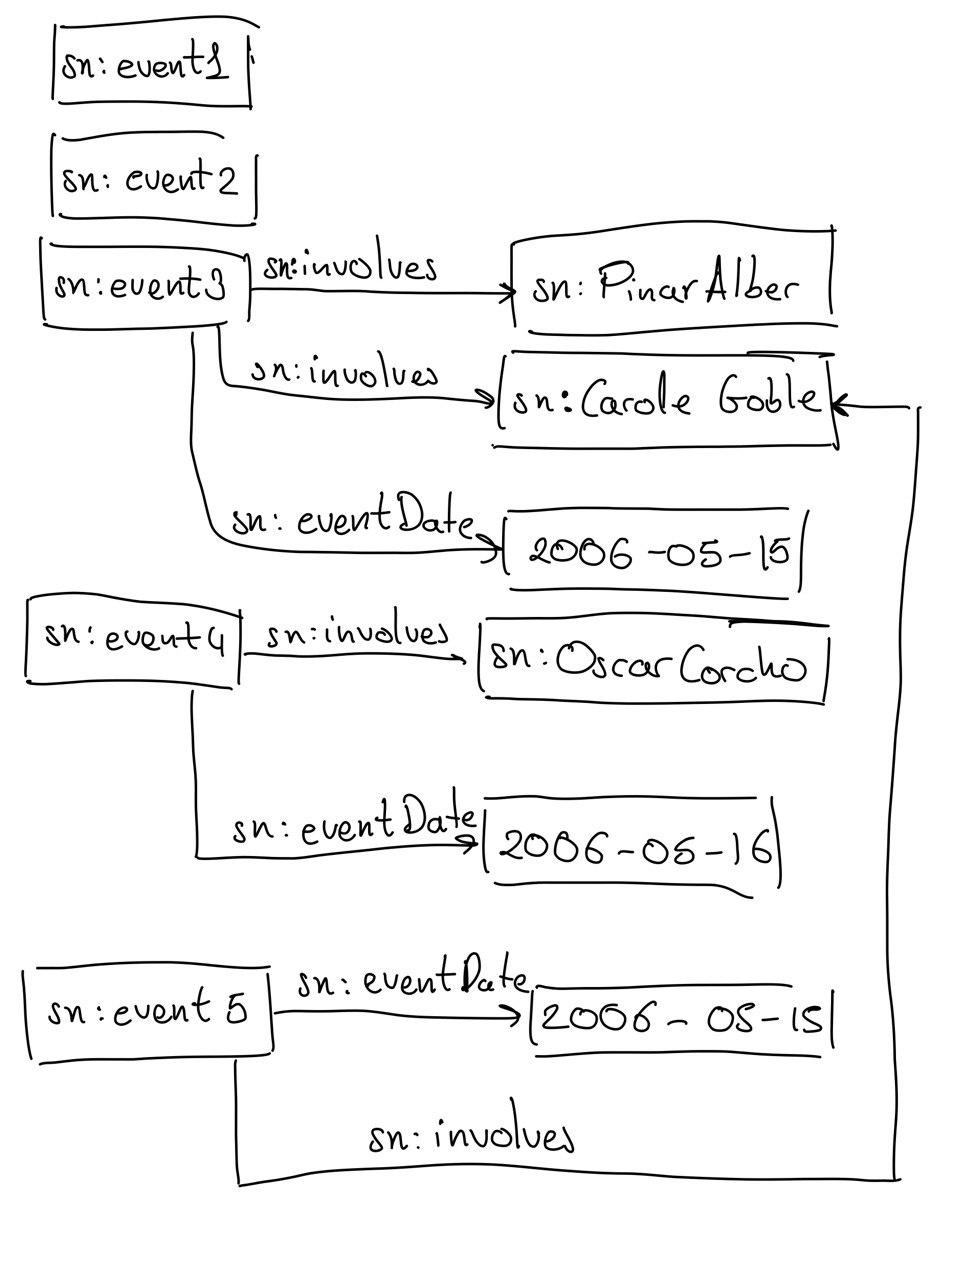 sn:event1
sn: event2
sn:event3
sn:involves
sn: PinarAlber
sn:involves
sn:Carole Goble
sn: eventDate
2006-05-15
sn:event4
sn:involves
sn:OscarCorcho
sn: eventDate
2006-05-16
sn:event 5
sn: eventDate
2006-05-15
sn: involves